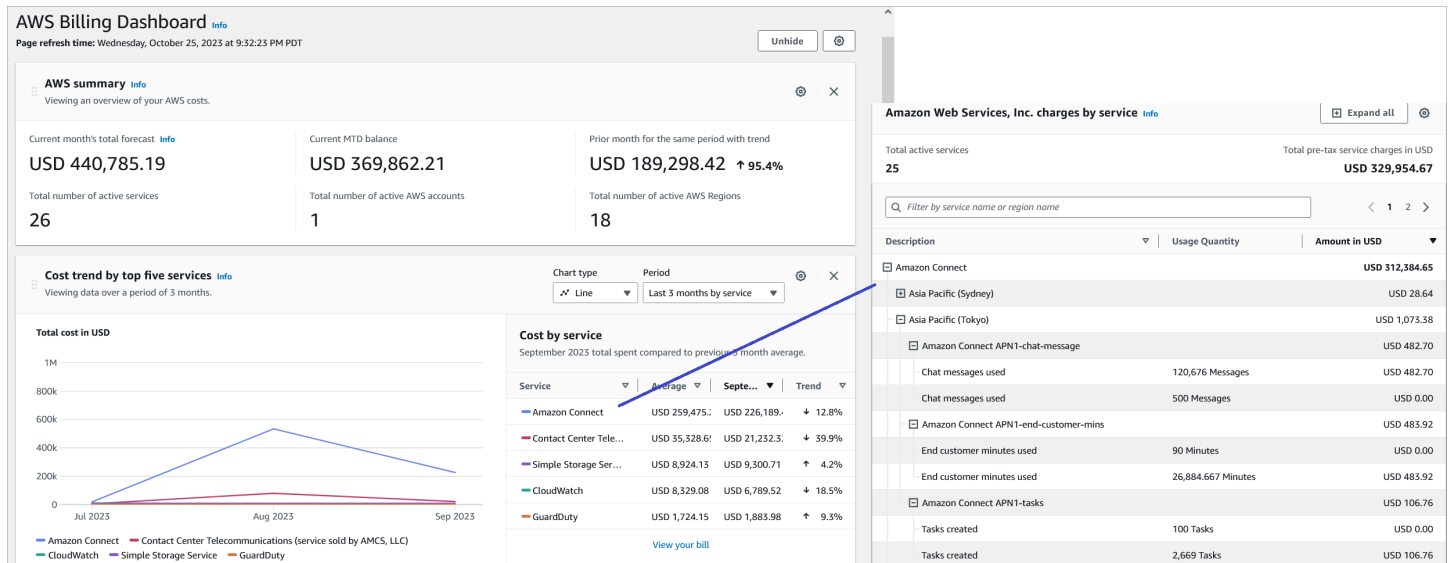 AWS Billing Dashboard Info
Page refresh time: Wednesday, October 25, 2023 at 9:32:23 PM PDT
Unhide
AWS summary Info
Viewing an overview of your AWS costs.
Current month's total forecast Info
USD 440,785.19
Current MTD balance
USD 369,862.21
Prior month for the same period with trend
USD 189,298.42 ↑ 95.4%
Total number of active services
26
Total number of active AWS accounts
1
Total number of active AWS Regions
18
Cost trend by top five services Info
Viewing data over a period of 3 months.
Chart type
Line
Period
Last 3 months by service
Total cost in USD
1M
800k
600k
400k
200k
0
Jul 2023 Aug 2023 Sep 2023
Amazon Connect Contact Center Telecommunications (service sold by AMCS, LLC)
CloudWatch Simple Storage Service GuardDuty
Cost by service
September 2023 total spent compared to previous 3 month average.
Service Average Septe... Trend
Amazon Connect USD 259,475.: USD 226,189.‹ ↓ 12.8%
Contact Center Tele... USD 35,328.6! USD 21,232.3: ↓ 39.9%
Simple Storage Ser... USD 8,924.13 USD 9,300.71 ↑ 4.2%
CloudWatch USD 8,329.08 USD 6,789.52 ↓ 18.5%
GuardDuty USD 1,724.15 USD 1,883.98 ↑ 9.3%
View your bill
Amazon Web Services, Inc. charges by service Info
Expand all
Total active services
25
Total pre-tax service charges in USD
USD 329,954.67
Filter by service name or region name
1 2
Description Usage Quantity Amount in USD
Amazon Connect USD 312,384.65
Asia Pacific (Sydney) USD 28.64
Asia Pacific (Tokyo) USD 1,073.38
Amazon Connect APN1-chat-message USD 482.70
Chat messages used 120,676 Messages USD 482.70
Chat messages used 500 Messages USD 0.00
Amazon Connect APN1-end-customer-mins USD 483.92
End customer minutes used 90 Minutes USD 0.00
End customer minutes used 26,884.667 Minutes USD 483.92
Amazon Connect APN1-tasks USD 106.76
Tasks created 100 Tasks USD 0.00
Tasks created 2,669 Tasks USD 106.76